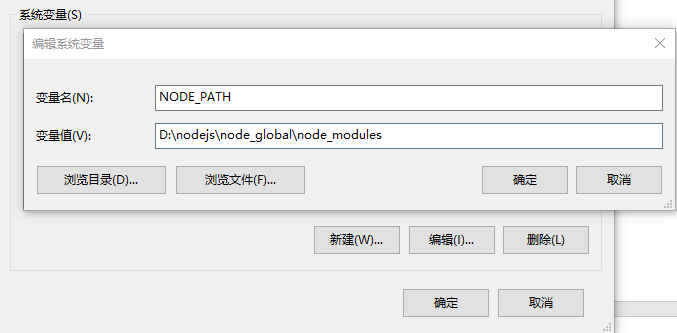 系统变量(S)
编辑系统变量
变量名(N):
NODE_PATH
变量值(V):
D:\nodejs\node_global\node_modules
浏览目录(D)...
浏览文件(F)...
确定
取消
新建(W)...
编辑(I)...
删除(L)
确定
取消